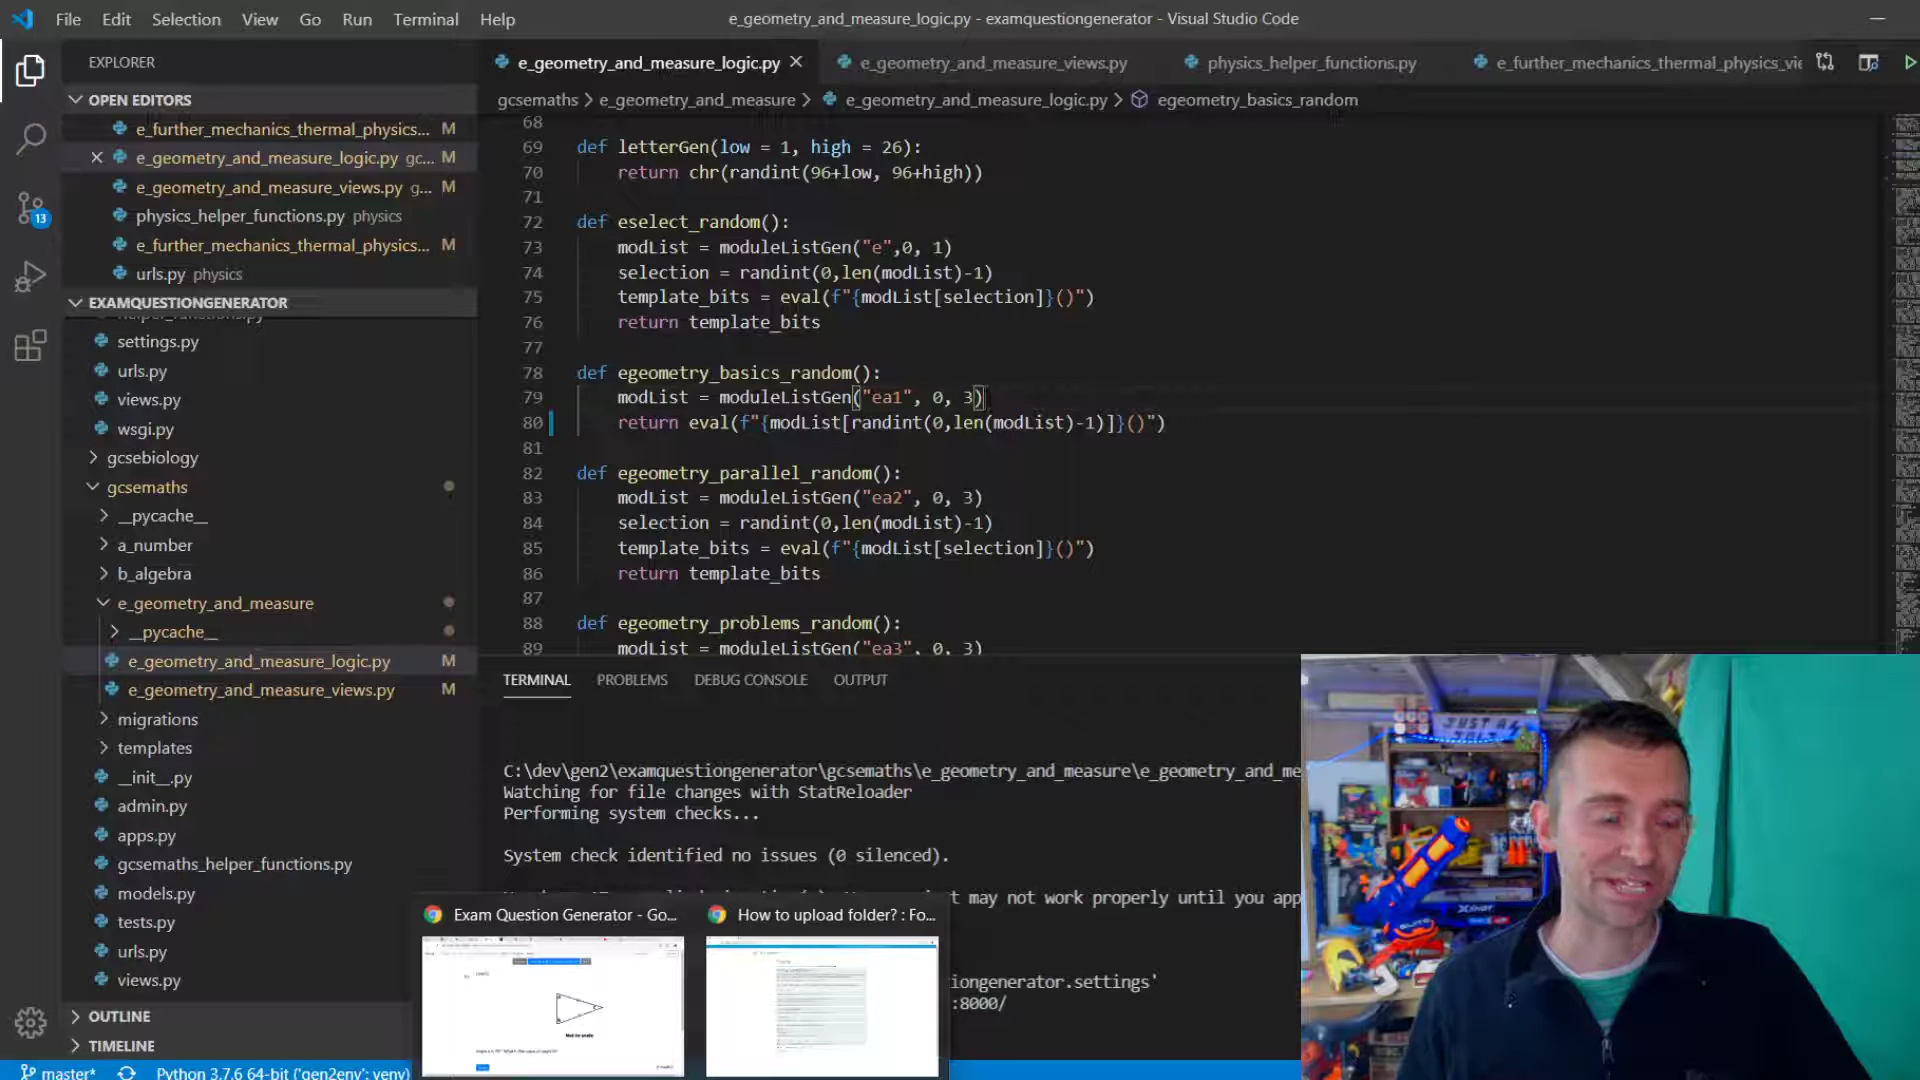 File Edit Selection View Go Run Terminal Help
e_geometry_and_measure_logic.py - examquestiongenerator - Visual Studio Code
EXPLORER
OPEN EDITORS
e_further_mechanics_thermal_physics... M
e_geometry_and_measure_logic.py gc... M
e_geometry_and_measure_views.py g... M
physics_helper_functions.py physics
e_further_mechanics_thermal_physics... M
urls.py physics
13
EXAMQUESTIONGENERATOR
helper_functions.py
settings.py
urls.py
views.py
wsgi.py
gcsebiology
gcsemaths
__pycache__
a_number
b_algebra
e_geometry_and_measure
__pycache__
e_geometry_and_measure_logic.py M
e_geometry_and_measure_views.py M
migrations
templates
__init__.py
admin.py
apps.py
gcsemaths_helper_functions.py
models.py
tests.py
urls.py
views.py
OUTLINE
TIMELINE
master* Python 3.7.6 64-bit ('gen2env': venv)
e_geometry_and_measure_logic.py e_geometry_and_measure_views.py physics_helper_functions.py e_further_mechanics_thermal_physics_vie
gcsemaths > e_geometry_and_measure > e_geometry_and_measure_logic.py > egeometry_basics_random
68
69 def letterGen(low = 1, high = 26):
70 return chr(randint(96+low, 96+high))
71
72 def eselect_random():
73 modList = moduleListGen("e",0, 1)
74 selection = randint(0,len(modList)-1)
75 template_bits = eval(f"{modList[selection]}()")
76 return template_bits
77
78 def egeometry_basics_random():
79 modList = moduleListGen("ea1", 0, 3)
80 return eval(f"{modList[randint(0,len(modList)-1)]}()")
81
82 def egeometry_parallel_random():
83 modList = moduleListGen("ea2", 0, 3)
84 selection = randint(0,len(modList)-1)
85 template_bits = eval(f"{modList[selection]}()")
86 return template_bits
87
88 def egeometry_problems_random():
89 modList = moduleListGen("ea3", 0, 3)
TERMINAL PROBLEMS DEBUG CONSOLE OUTPUT
C:\dev\gen2\examquestiongenerator\gcsemaths\e_geometry_and_measure\e_geometry_and_me
Watching for file changes with StatReloader
Performing system checks...
System check identified no issues (0 silenced).
t may not work properly until you app
iongenerator.settings'
:8000/
Exam Question Generator - Go...
How to upload folder? : Fo...
Not to scale
JUST AS
XSHOT